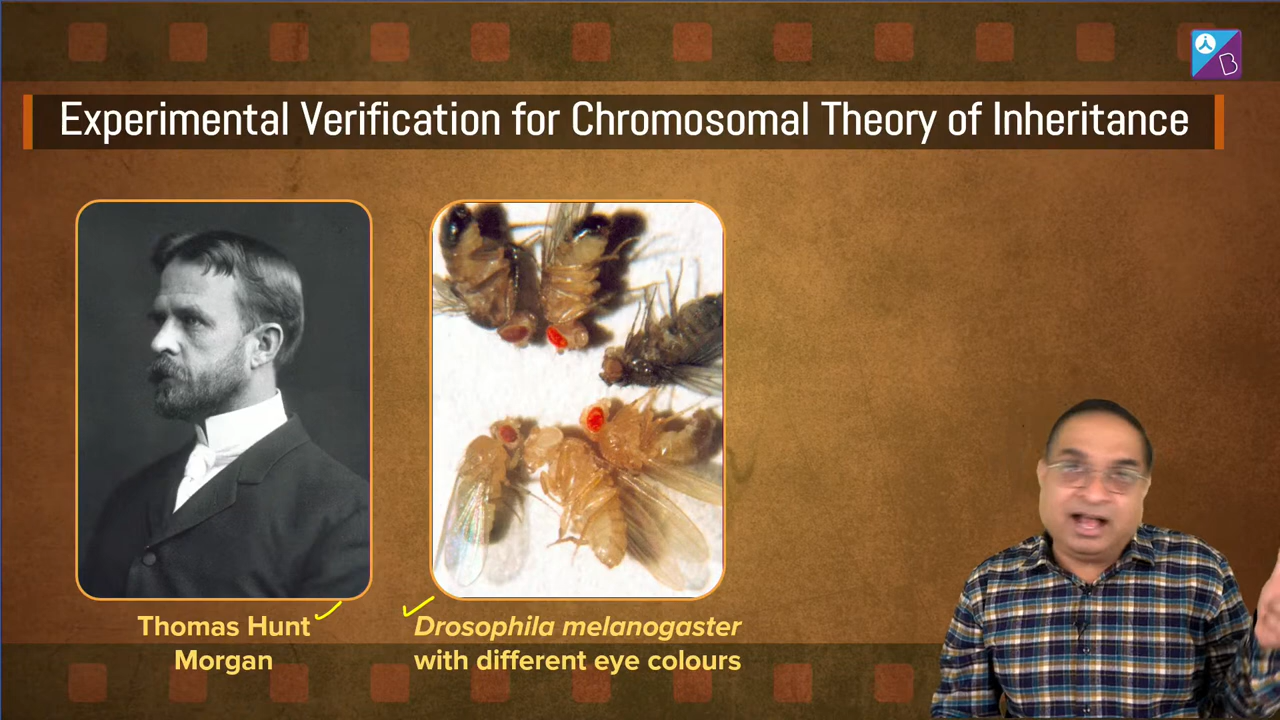 Experimental Verification for Chromosomal Theory of Inheritance
Thomas Hunt
Morgan
Drosophila melanogaster
with different eye colours
B